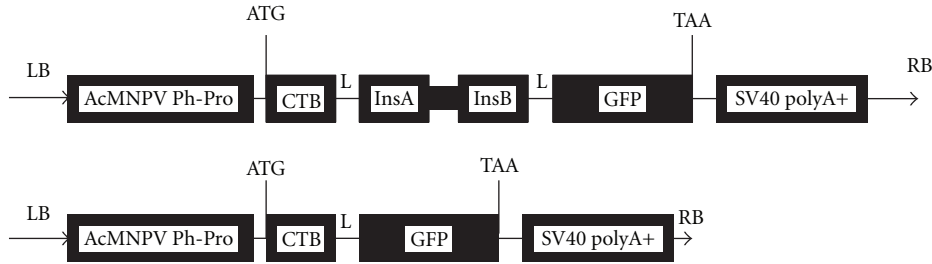 ATG
TAA
LB
L
L
RB
AcMNPV Ph-Pro
CTB
InsA
InsB
GFP
SV40 polyA+
ATG
TAA
LB
L
RB
AcMNPV Ph-Pro
CTB
GFP
SV40 polyA+